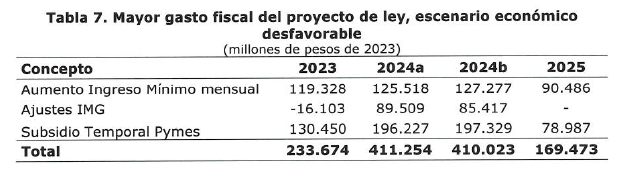 Tabla 7. Mayor gasto fiscal del proyecto de ley, escenario económico
desfavorable
(millones de pesos de 2023)
Concepto 2023 2024a 2024b 2025
Aumento Ingreso Mínimo mensual 119.328 125.518 127.277 90.486
Ajustes IMG -16.103 89.509 85.417 -
Subsidio Temporal Pymes 130.450 196.227 197.329 78.987
Total 233.674 411.254 410.023 169.473